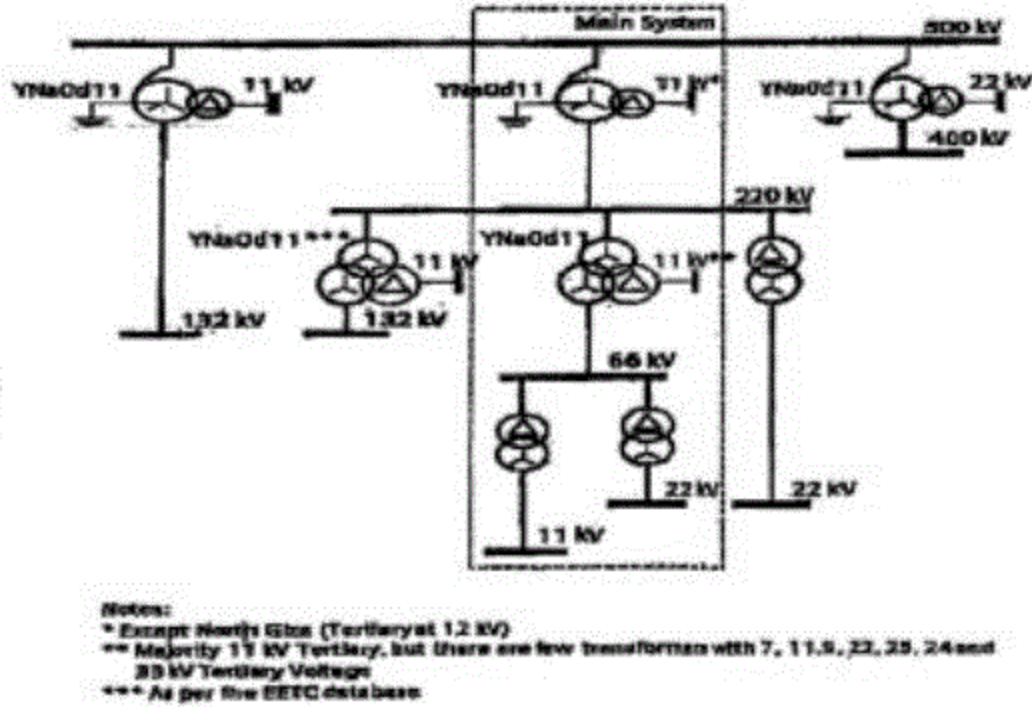 Main System
500 kV
YNa0d11
11 kV
YNa0d11
11 kV*
YNa0d11
22 kV
400 kV
220 kV
YNa0d11***
11 kV
YNa0d11
11 kV**
132 kV
132 kV
66 kV
22 kV
22 kV
11 kV
Notes:
* Except North Giza (Tertiary at 12 kV)
** Majority 11 kV Tertiary, but there are few transformers with 7, 11.5, 22, 25, 24 and
33 kV Tertiary Voltage
*** As per the EETC database